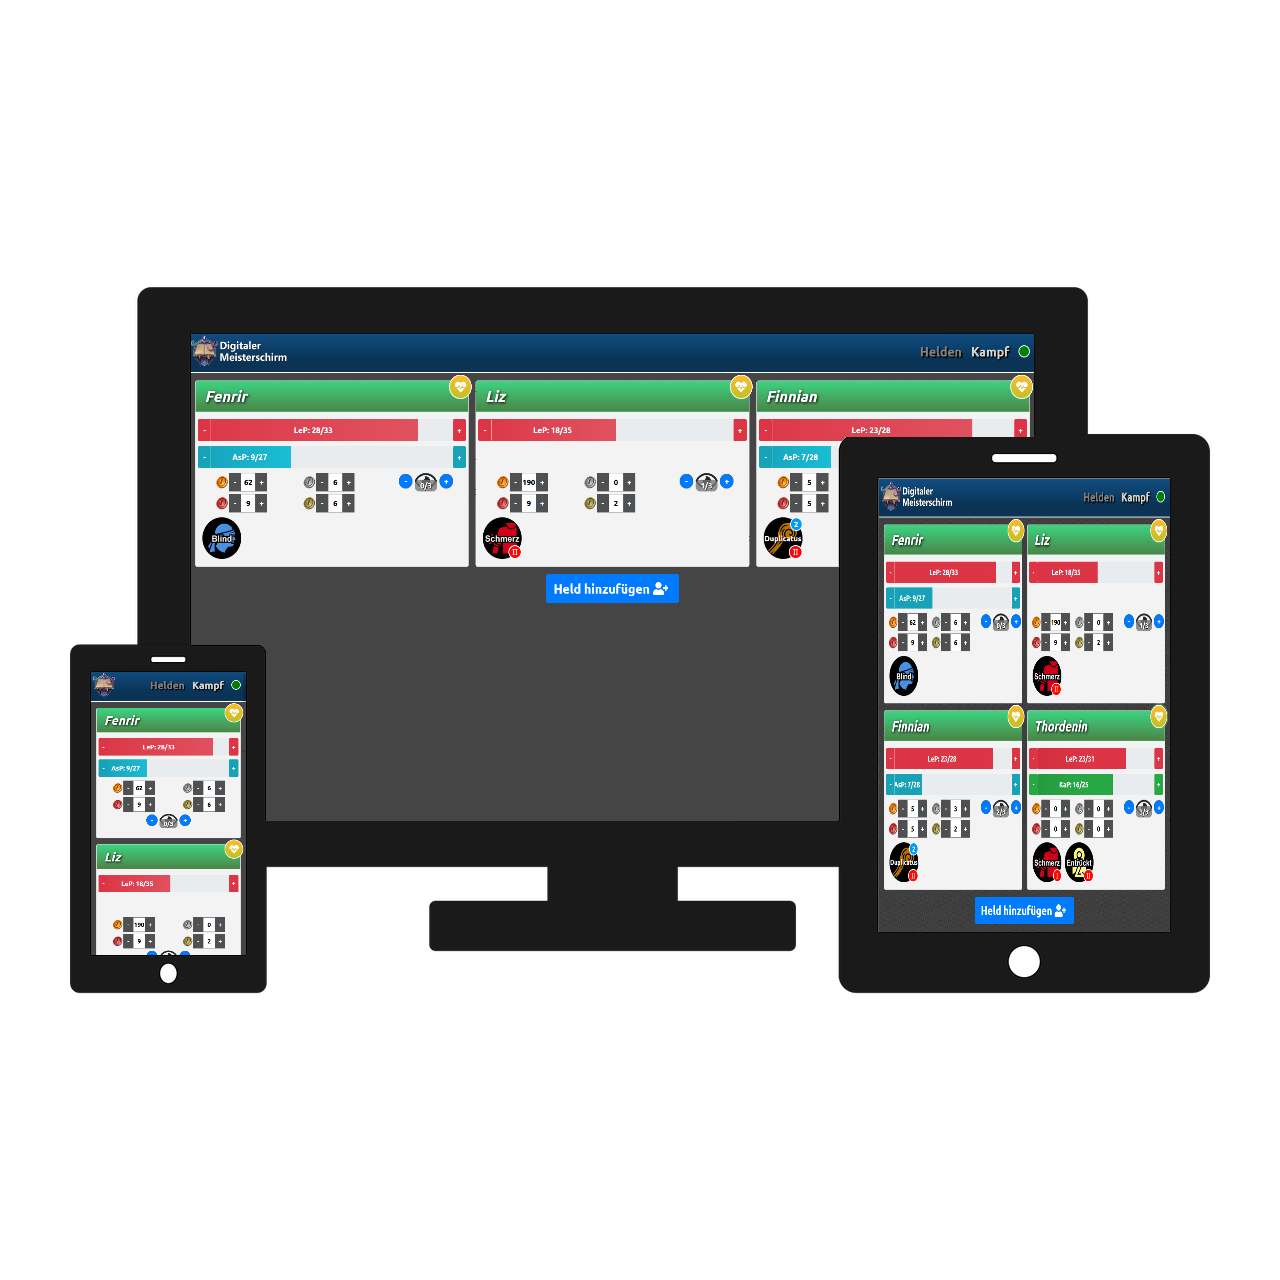 Digitaler
Meisterschirm
Helden Kampf
Fenrir
LeP: 28/33
- +
AsP: 9/27
- +
- 62 + - 6 + - 0/3 +
- 9 + - 6 +
Blind
Liz
LeP: 18/35
- +
- 190 + - 0 + - 1/3 +
- 9 + - 2 +
Schmerz
II
Finnian
LeP: 23/28
- +
AsP: 7/28
-
- 5 +
- 5 +
2
Duplicatus
II
Held hinzufügen
Helden Kampf
Fenrir
- LeP: 28/33 +
- AsP: 9/27 +
- 62 + - 6 +
- 9 + - 6 +
- 0/3 +
Liz
- LeP: 18/35 +
- 190 + - 0 +
- 9 + - 2 +
Digitaler
Meisterschirm
Helden Kampf
Fenrir
- LeP: 28/33 +
- AsP: 9/27 +
- 62 + - 6 + - 0/3 +
- 9 + - 6 +
Blind
Liz
- LeP: 18/35 +
- 190 + - 0 + - 1/3 +
- 9 + - 2 +
Schmerz
II
Finnian
- LeP: 23/28 +
- AsP: 7/28 +
- 5 + - 3 + - +
- 5 + - 2 +
2
Duplicatus
II
Thordenin
- LeP: 23/31 +
- KaP: 16/25 +
- 0 + - 0 + - +
- 0 + - 0 +
Schmerz
I
Entrückt
II
Held hinzufügen